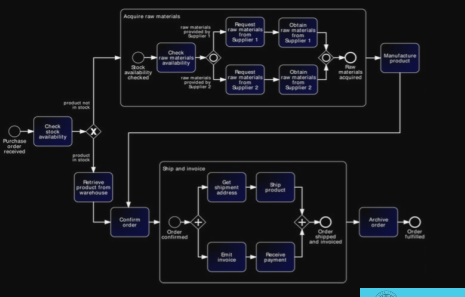 Acquire raw materials
raw materials
provided by
Supplier 1
Request
raw materials
from
Supplier 1
Obtain
raw materials
from
Supplier 1
Check
raw materials
availability
Stock
availability
checked
raw materials
provided by
Supplier 2
Request
raw materials
from
Supplier 2
Obtain
raw materials
from
Supplier 2
Raw
materials
acquired
Manufacture
product
product not
in stock
Purchase
order
received
Check
stock
availability
X
product
in stock
Retrieve
product from
warehouse
Confirm
order
Ship and invoice
Order
confirmed
Get
shipment
address
Ship
product
Emit
invoice
Receive
payment
Order
shipped
and invoiced
Archive
order
Order
fulfilled